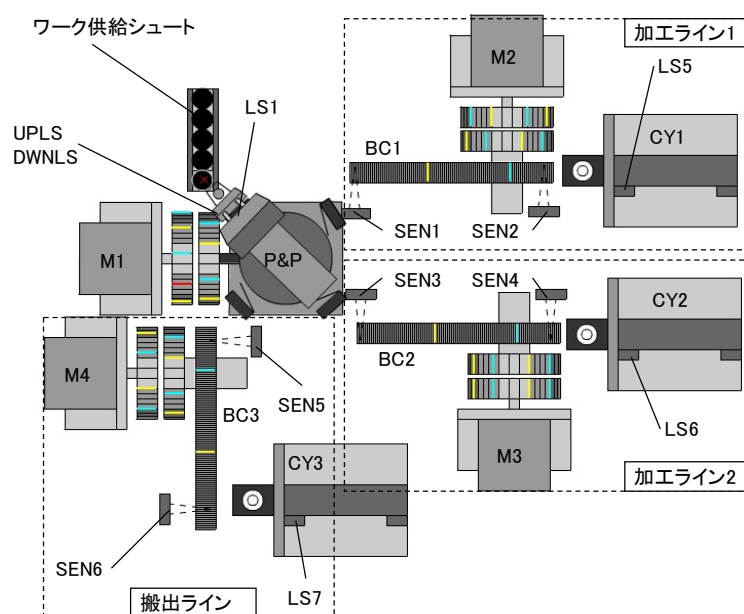 ワーク供給シュート
加工ライン1
M2
LS5
LS1
UPLS
DWNLS
BC1
CY1
SEN1
SEN2
M1
P&P
SEN3
SEN4
CY2
BC2
M4
SEN5
BC3
LS6
M3
CY3
加工ライン2
SEN6
搬出ライン
LS7